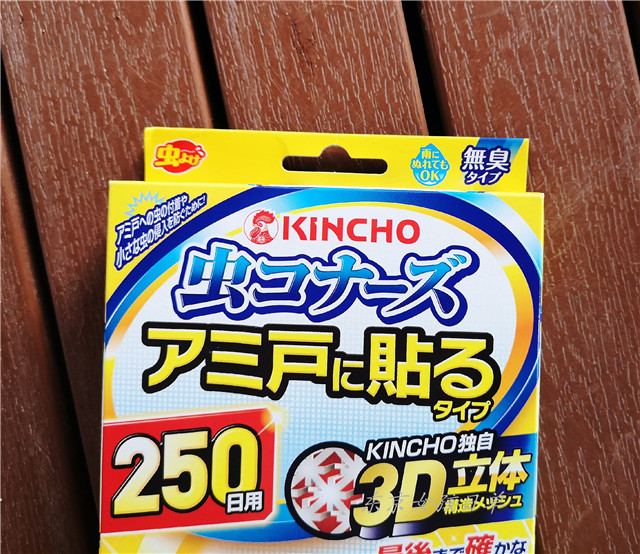 虫よけ
雨に
ぬれても
OK
無臭
タイプ
アミ戸への虫の付着や
小さな虫の侵入を防ぐために!
KINCHO
虫コナーズ
アミ戸に貼る
タイプ
250
日用
KINCHO独自
3D立体
構造メッシュ
最後まで確かな